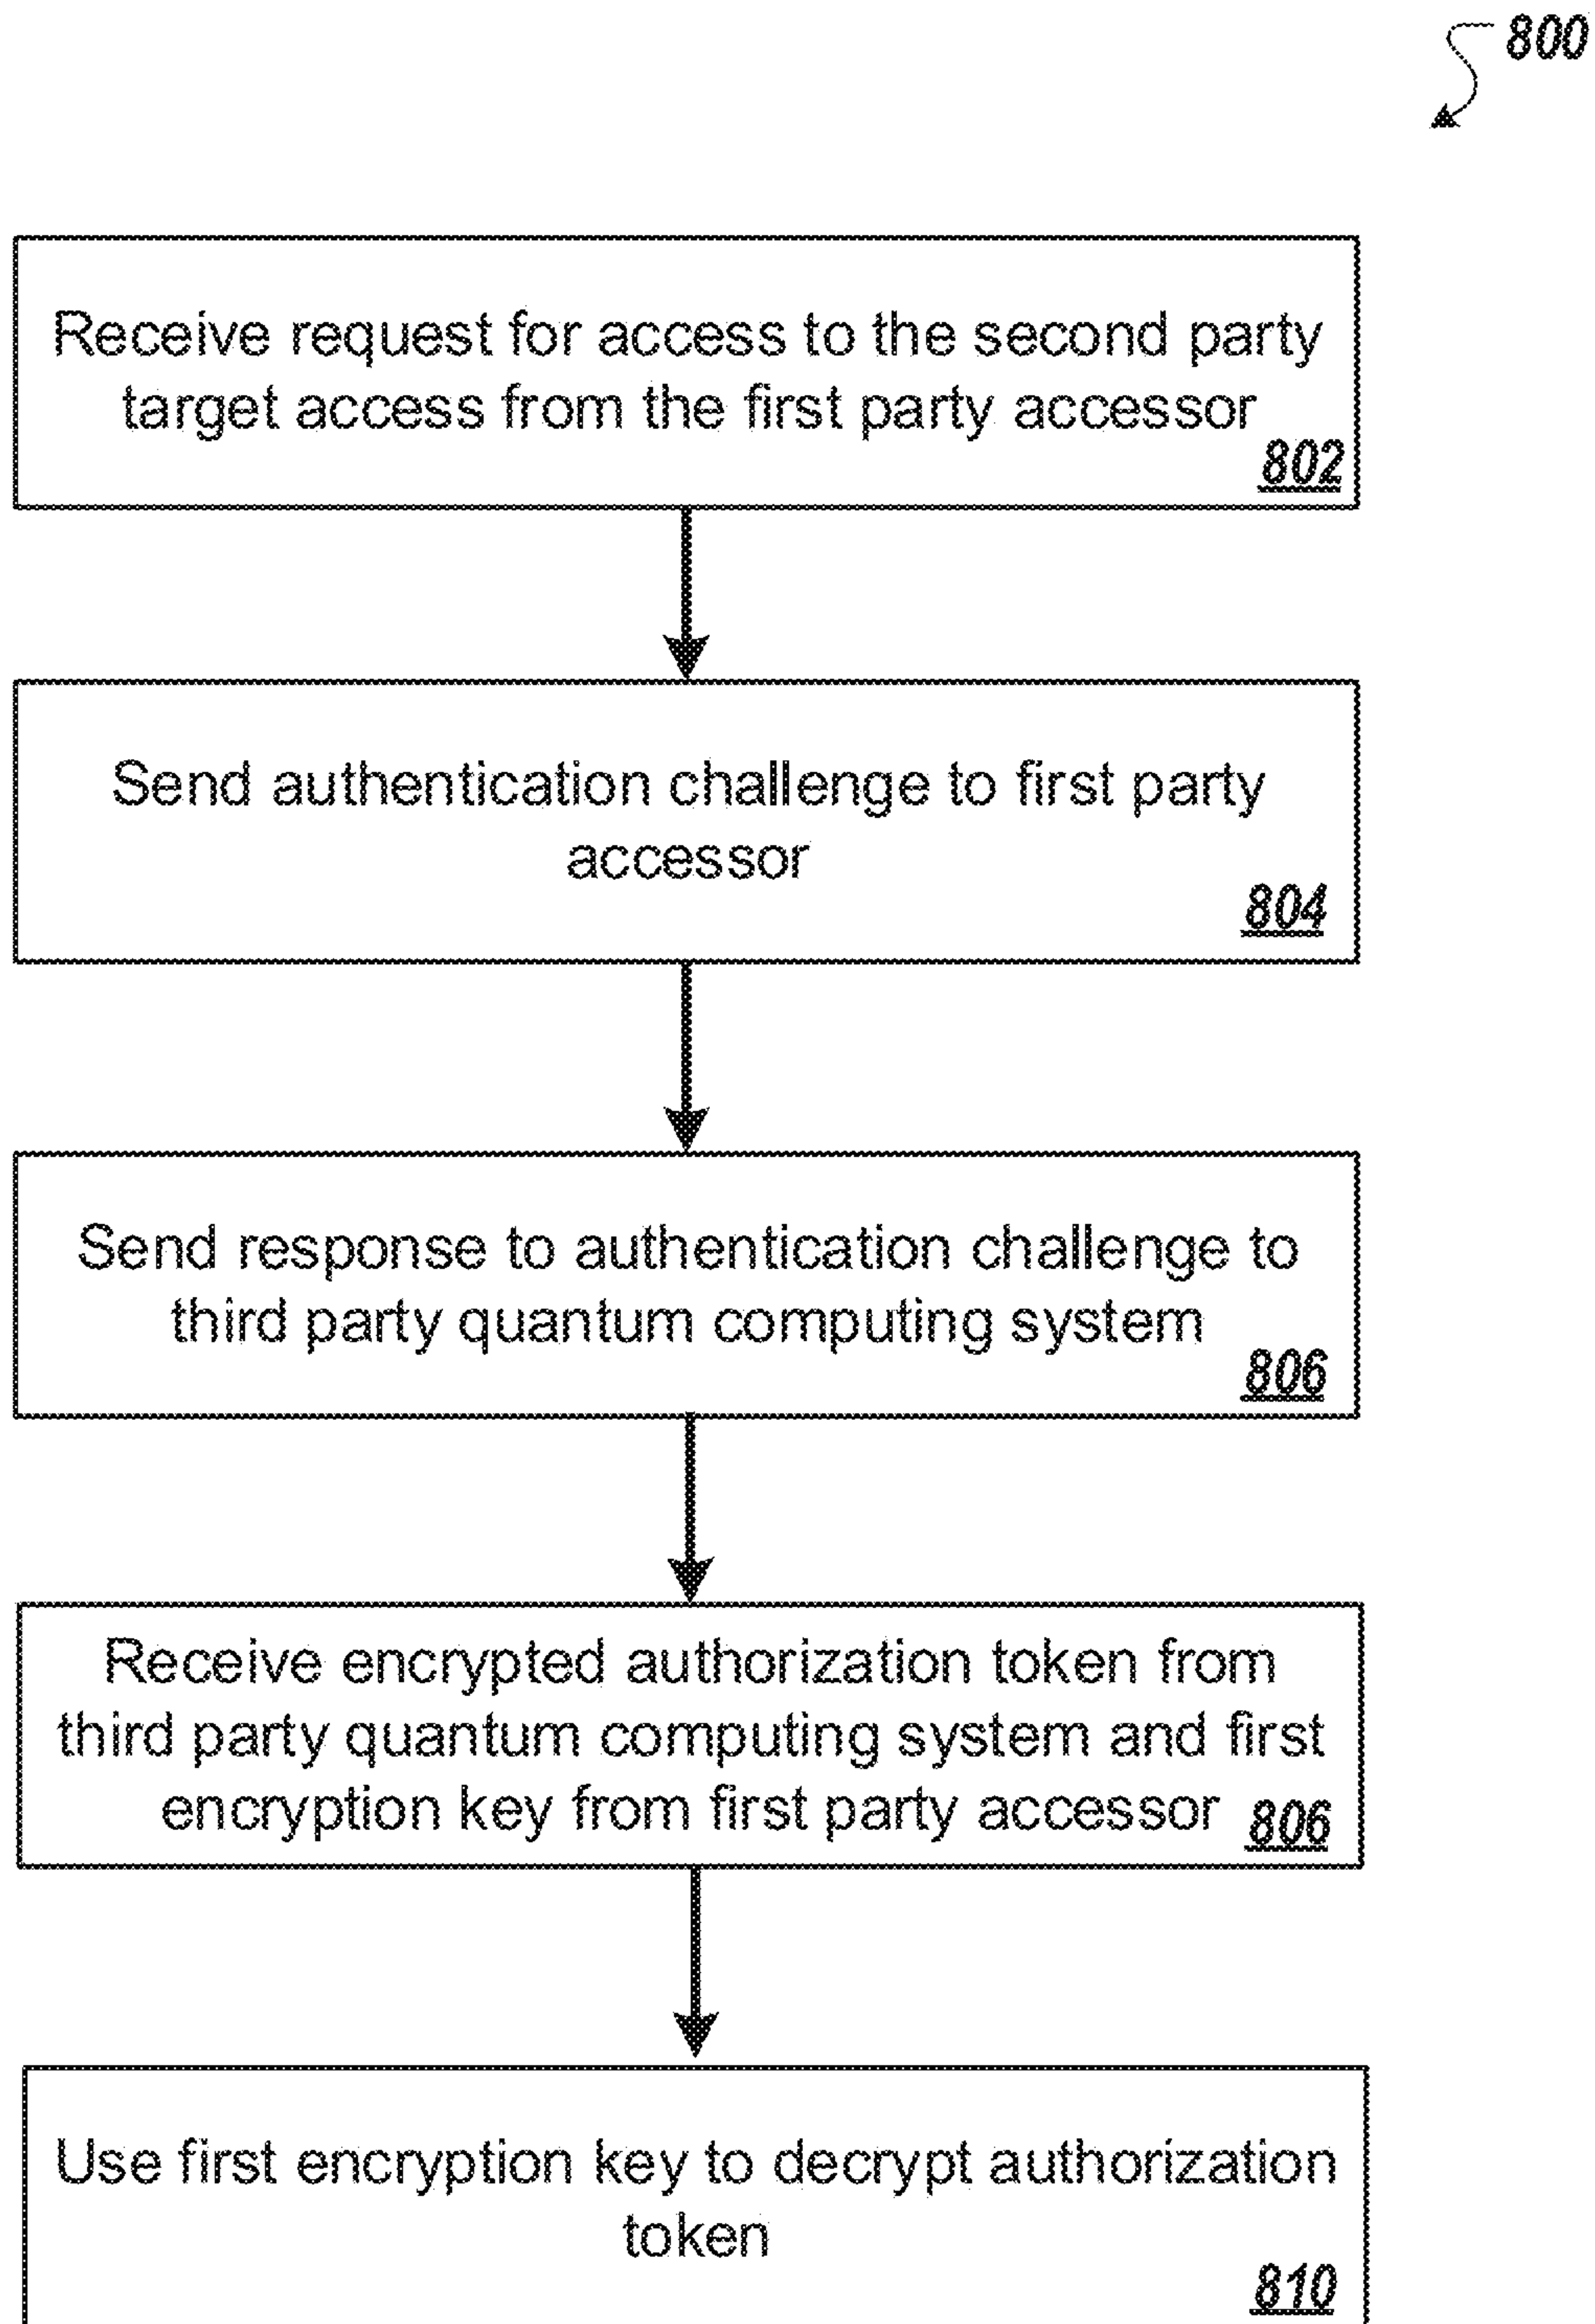 800
Receive request for access to the second party
target access from the first party accessor
802
Send authentication challenge to first party
accessor
804
Send response to authentication challenge to
third party quantum computing system
806
Receive encrypted authorization token from
third party quantum computing system and first
encryption key from first party accessor 806
Use first encryption key to decrypt authorization
token
810